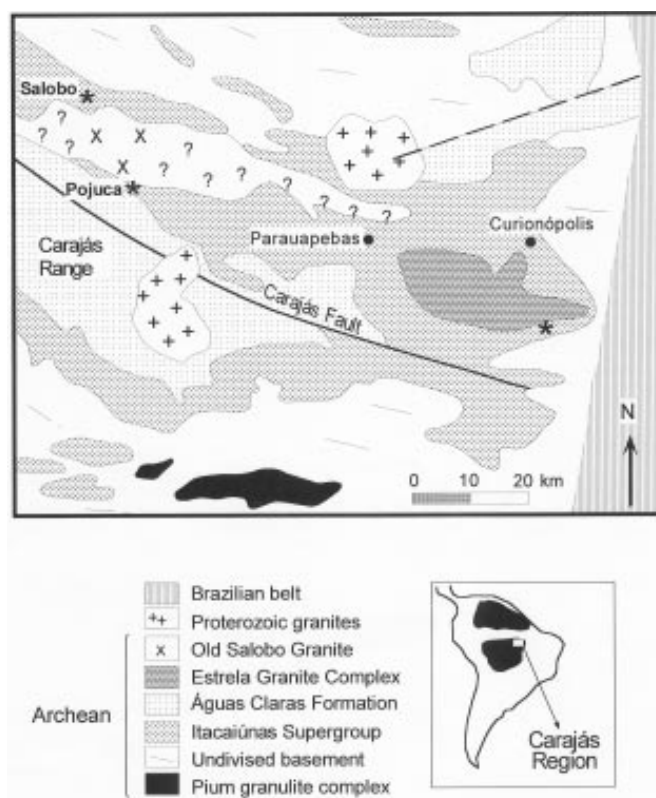 Salobo
Pojuca
Carajás
Range
Parauapebas
Curionópolis
Carajás Fault
N
0 10 20 km
Brazilian belt
Proterozoic granites
Old Salobo Granite
Estrela Granite Complex
Águas Claras Formation
Archean
Itacaiúnas Supergroup
Undivised basement
Pium granulite complex
Carajás
Region